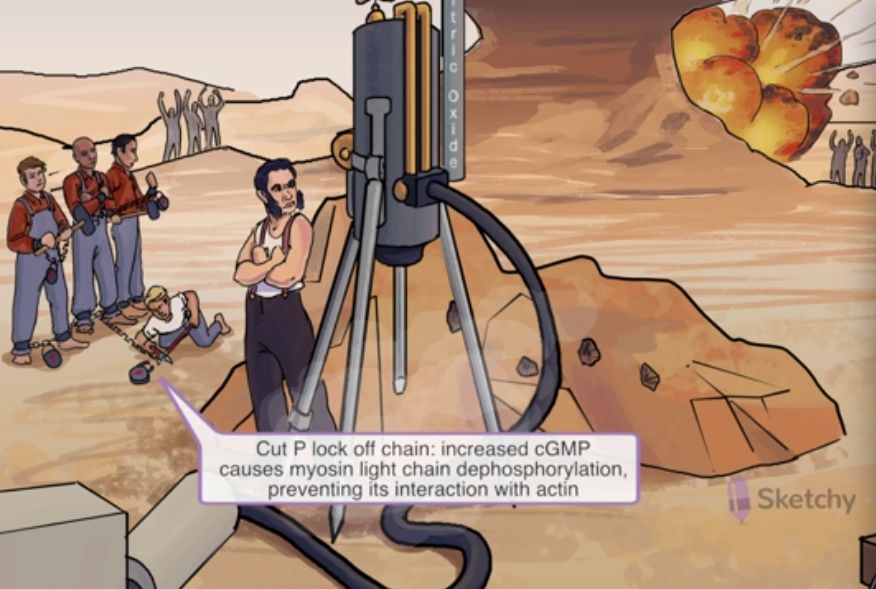 tric Oxide
Cut P lock off chain: increased cGMP
causes myosin light chain dephosphorylation,
preventing its interaction with actin
Sketchy